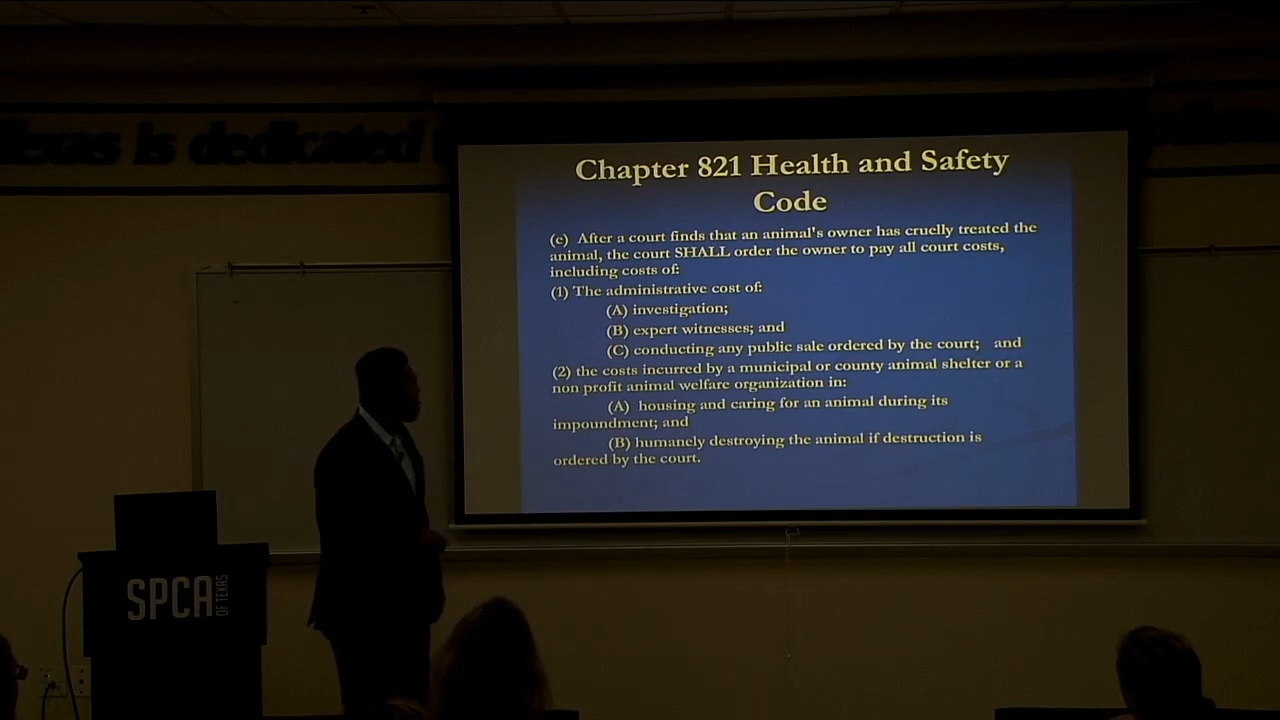 Texas is dedicated
Chapter 821 Health and Safety
Code
(e) After a court finds that an animal's owner has cruelly treated the
animal, the court SHALL order the owner to pay all court costs,
including costs of:
(1) The administrative cost of:
(A) investigation;
(B) expert witnesses; and
(C) conducting any public sale ordered by the court; and
(2) the costs incurred by a municipal or county animal shelter or a
non profit animal welfare organization in:
(A) housing and caring for an animal during its
impoundment; and
(B) humanely destroying the animal if destruction is
ordered by the court.
SPCA
OF TEXAS